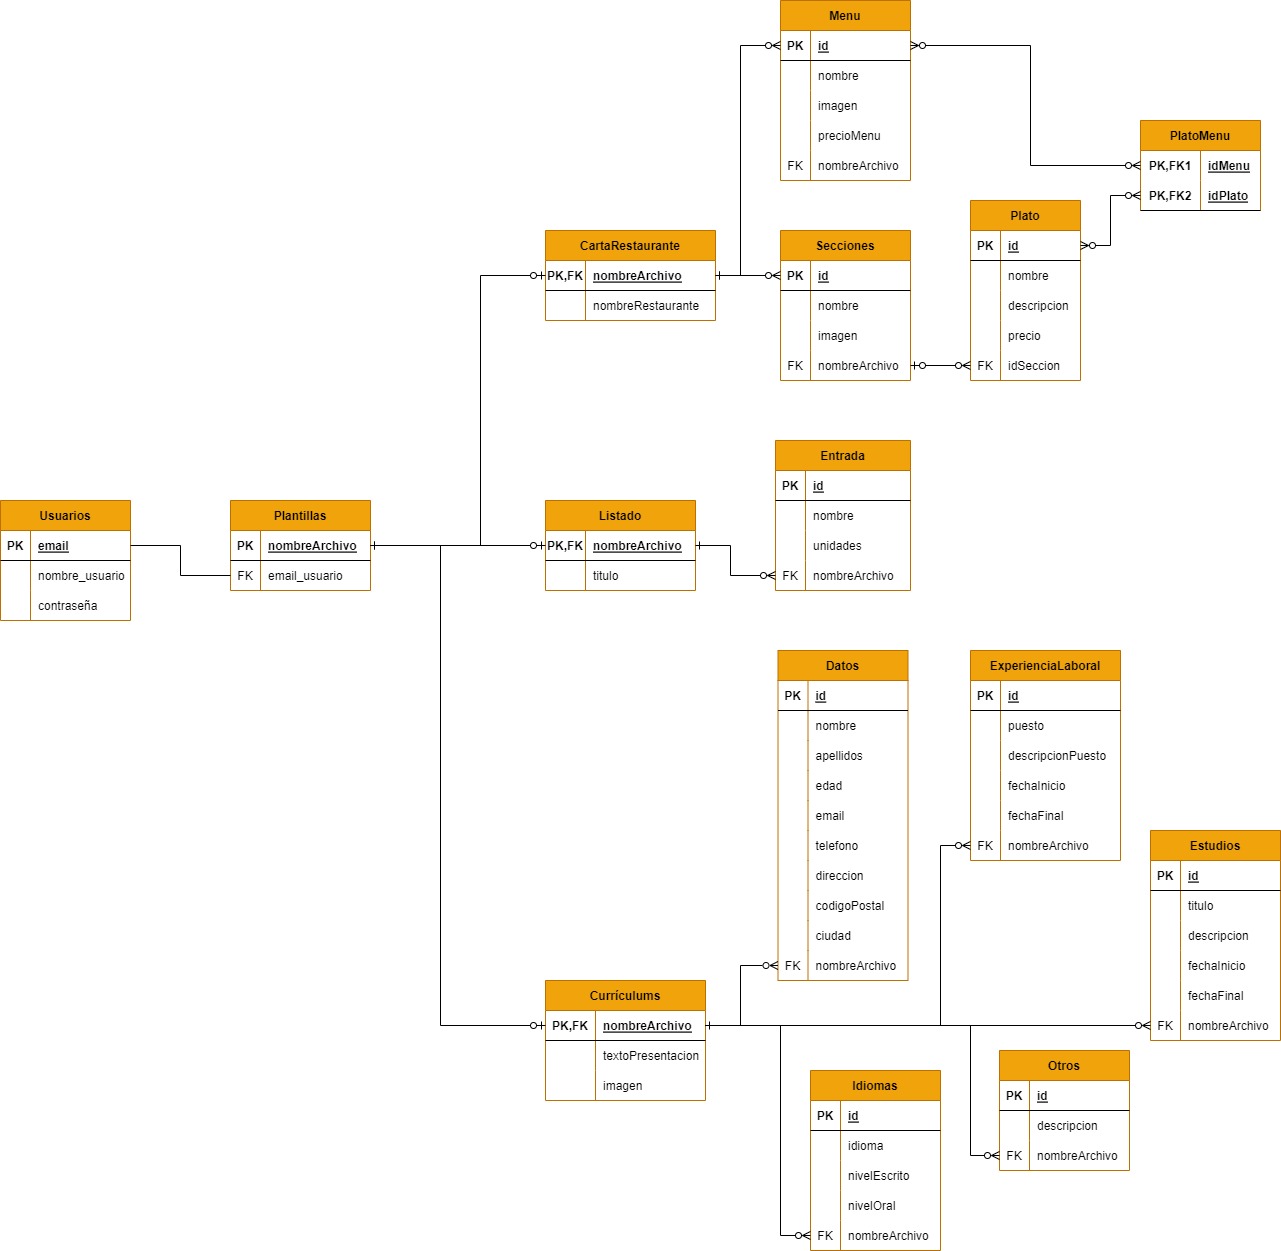 Menu
PK id
nombre
imagen
precioMenu
FK nombreArchivo
PlatoMenu
PK,FK1 idMenu
PK,FK2 idPlato
Plato
PK id
nombre
descripcion
precio
FK idSeccion
CartaRestaurante
PK,FK nombreArchivo
nombreRestaurante
Secciones
PK id
nombre
imagen
FK nombreArchivo
Entrada
PK id
nombre
unidades
FK nombreArchivo
Usuarios
PK email
nombre_usuario
contraseña
Plantillas
PK nombreArchivo
FK email_usuario
Listado
PK,FK nombreArchivo
titulo
Datos
PK id
nombre
apellidos
edad
email
telefono
direccion
codigoPostal
ciudad
FK nombreArchivo
ExperienciaLaboral
PK id
puesto
descripcionPuesto
fechaInicio
fechaFinal
FK nombreArchivo
Estudios
PK id
titulo
descripcion
fechaInicio
fechaFinal
FK nombreArchivo
Currículums
PK,FK nombreArchivo
textoPresentacion
imagen
Idiomas
PK id
idioma
nivelEscrito
nivelOral
FK nombreArchivo
Otros
PK id
descripcion
FK nombreArchivo